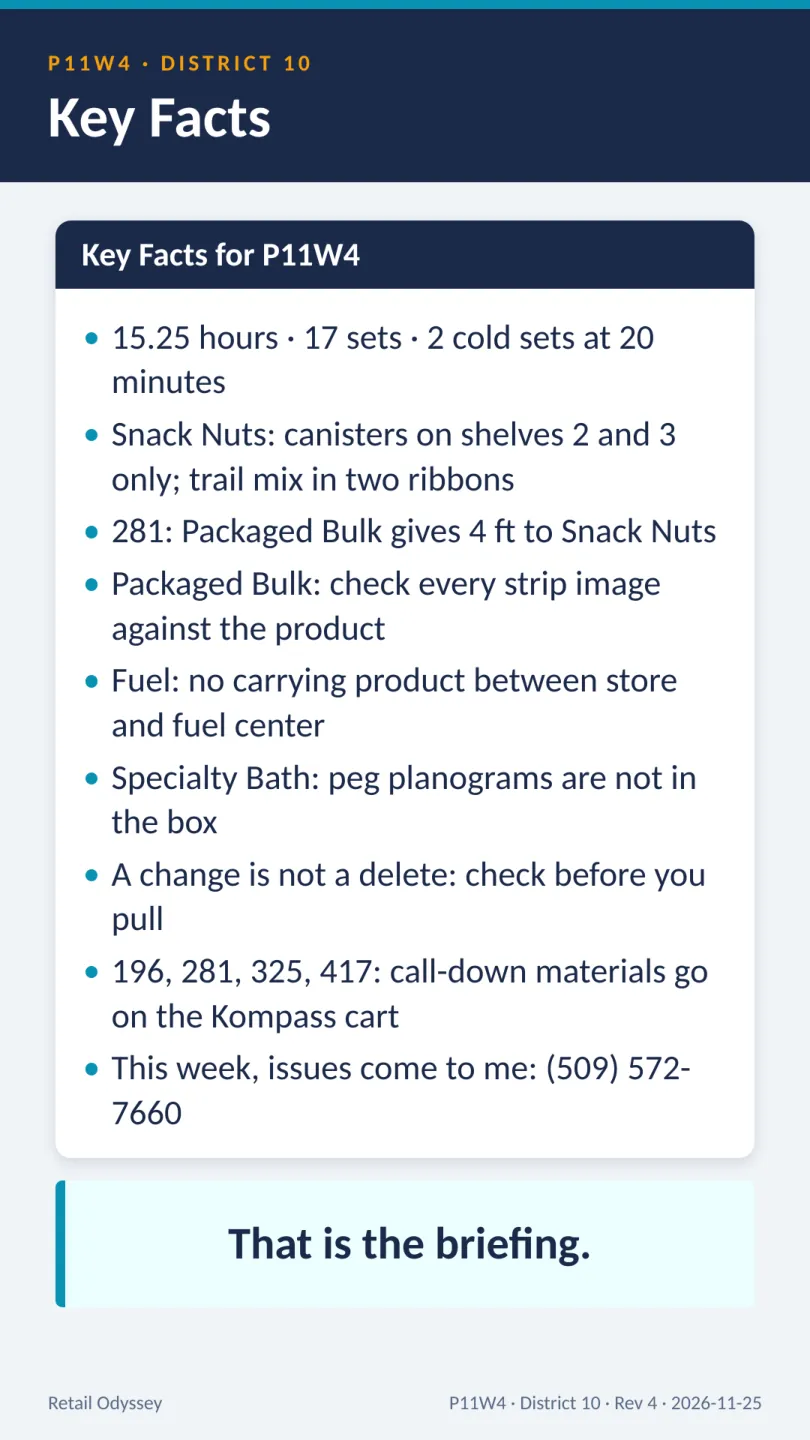 P11W4 · DISTRICT 10
Key Facts
Key Facts for P11W4
• 15.25 hours · 17 sets · 2 cold sets at 20
minutes
• Snack Nuts: canisters on shelves 2 and 3
only; trail mix in two ribbons
• 281: Packaged Bulk gives 4 ft to Snack Nuts
• Packaged Bulk: check every strip image
against the product
• Fuel: no carrying product between store
and fuel center
• Specialty Bath: peg planograms are not in
the box
• A change is not a delete: check before you
pull
• 196, 281, 325, 417: call-down materials go
on the Kompass cart
• This week, issues come to me: (509) 572-
7660
That is the briefing.
Retail Odyssey
P11W4 · District 10 · Rev 4 · 2026-11-25